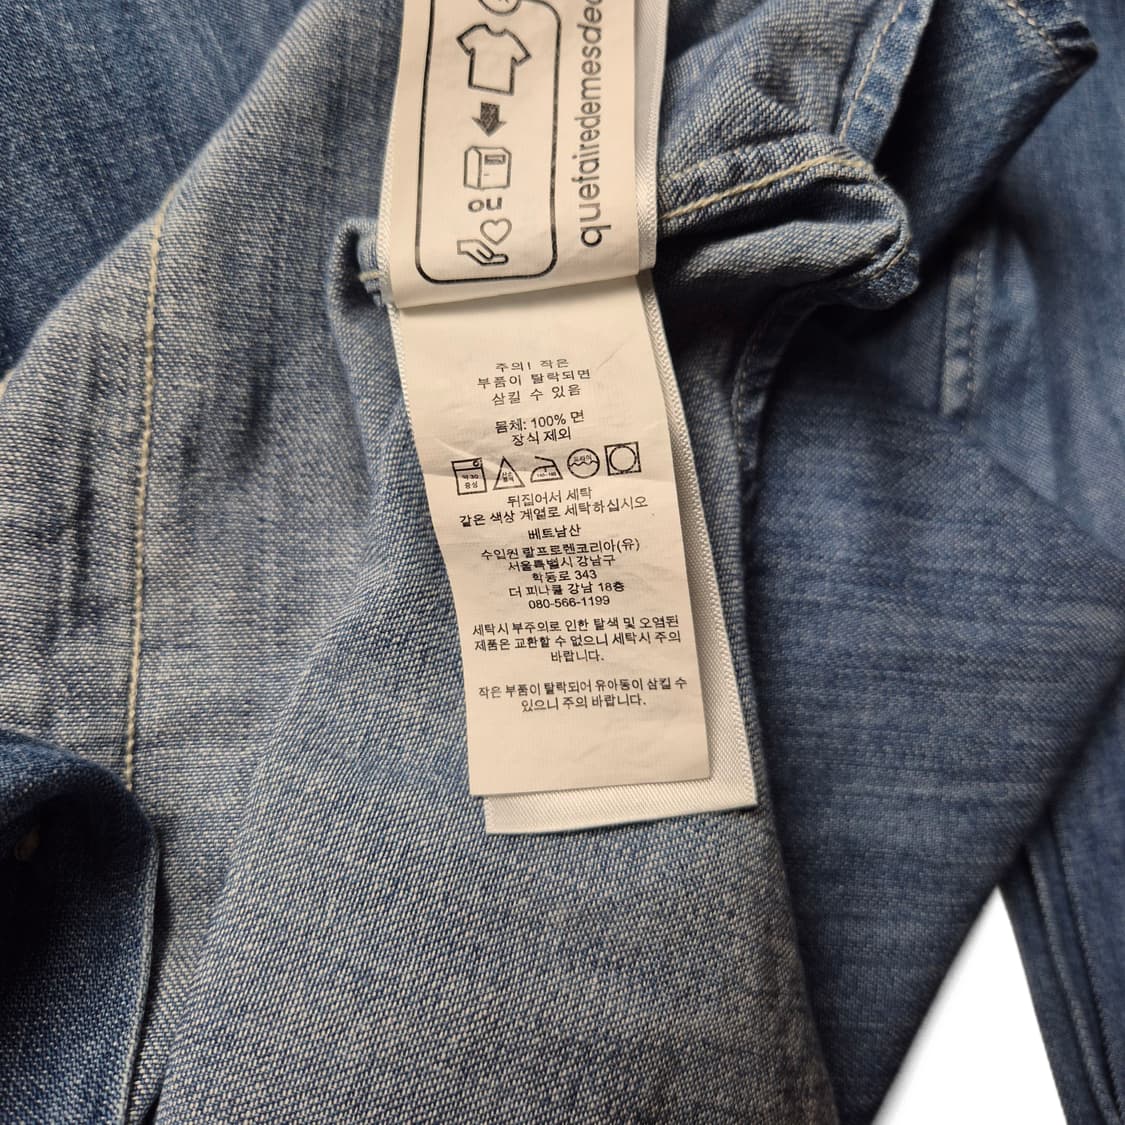 quefairedemesdec
OU
주의! 작은
부품이 탈락되면
삼킬 수 있음
몸체: 100% 면
장식 제외
약 30
중성
뒤집어서 세탁
같은 색상 계열로 세탁하십시오
베트남산
수입원 랄프로렌코리아(유)
서울특별시 강남구
학동로 343
더 피나클 강남 18층
080-566-1199
세탁시 부주의로 인한 탈색 및 오염된
제품은 교환할 수 없으니 세탁시 주의
바랍니다.
작은 부품이 탈락되어 유아동이 삼킬 수
있으니 주의 바랍니다.